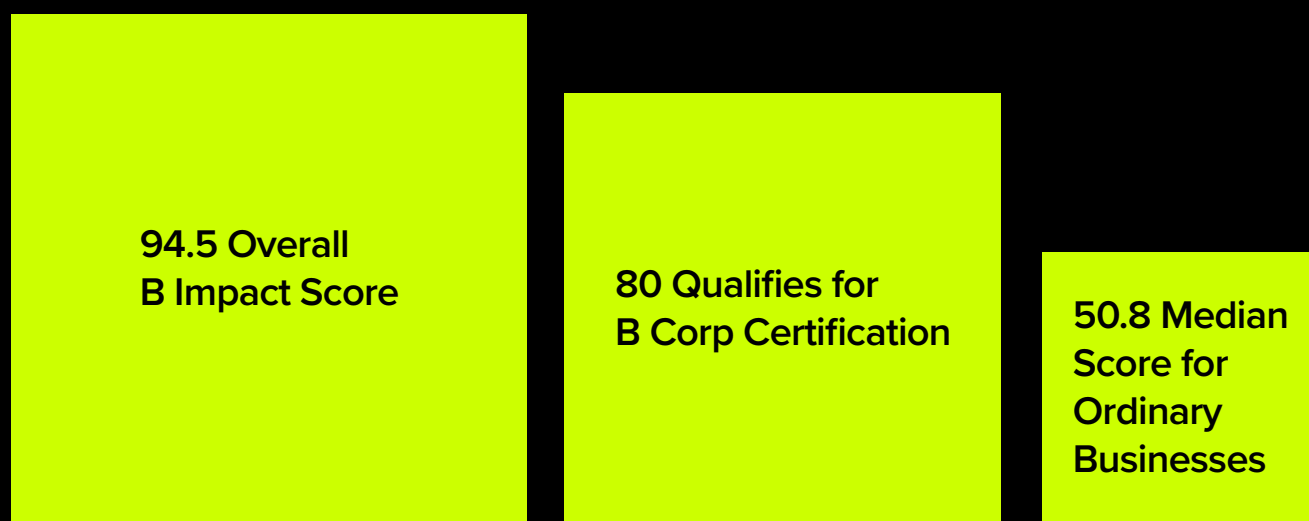 94.5 Overall
B Impact Score
80 Qualifies for
B Corp Certification
50.8 Median
Score for
Ordinary
Businesses